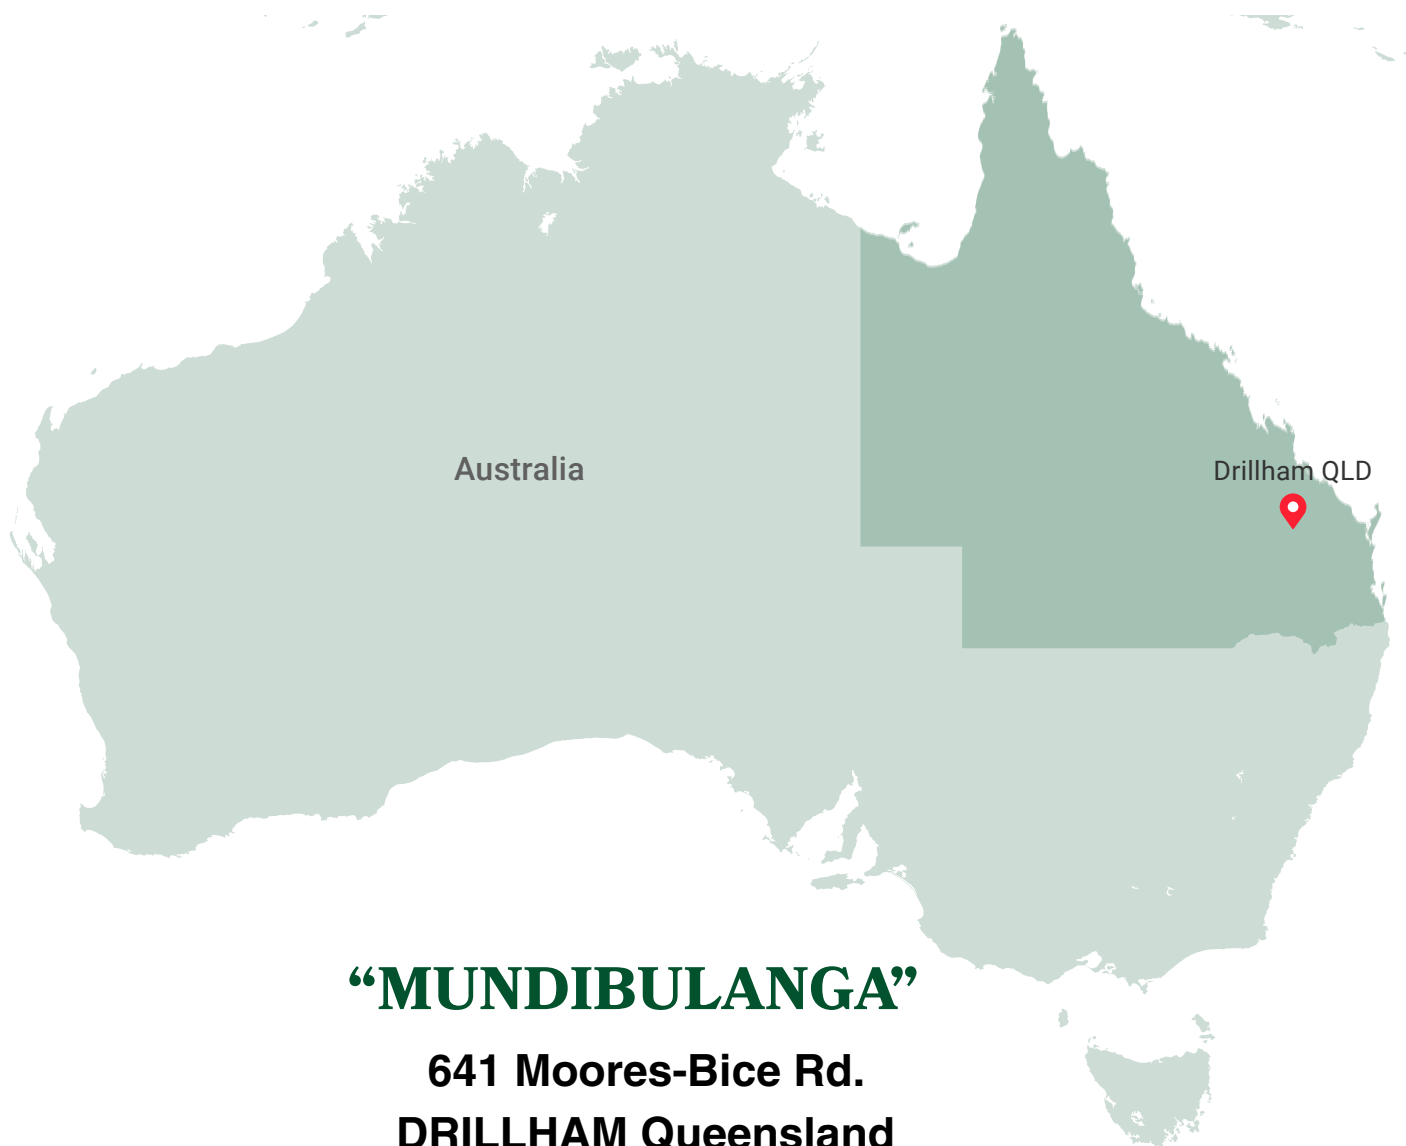 Australia
Drillham QLD
“MUNDIBULANGA”
641 Moores-Bice Rd.
DRILLHAM Queensland